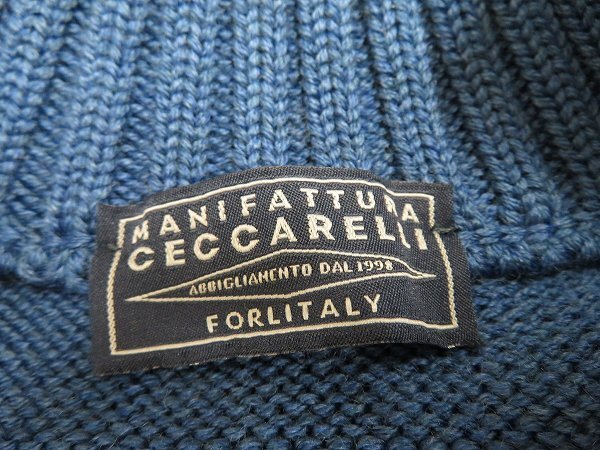 MANIFATTURA
CECCARELLI
ABBIGLIAMENTO DAL 1998
FORLITALY